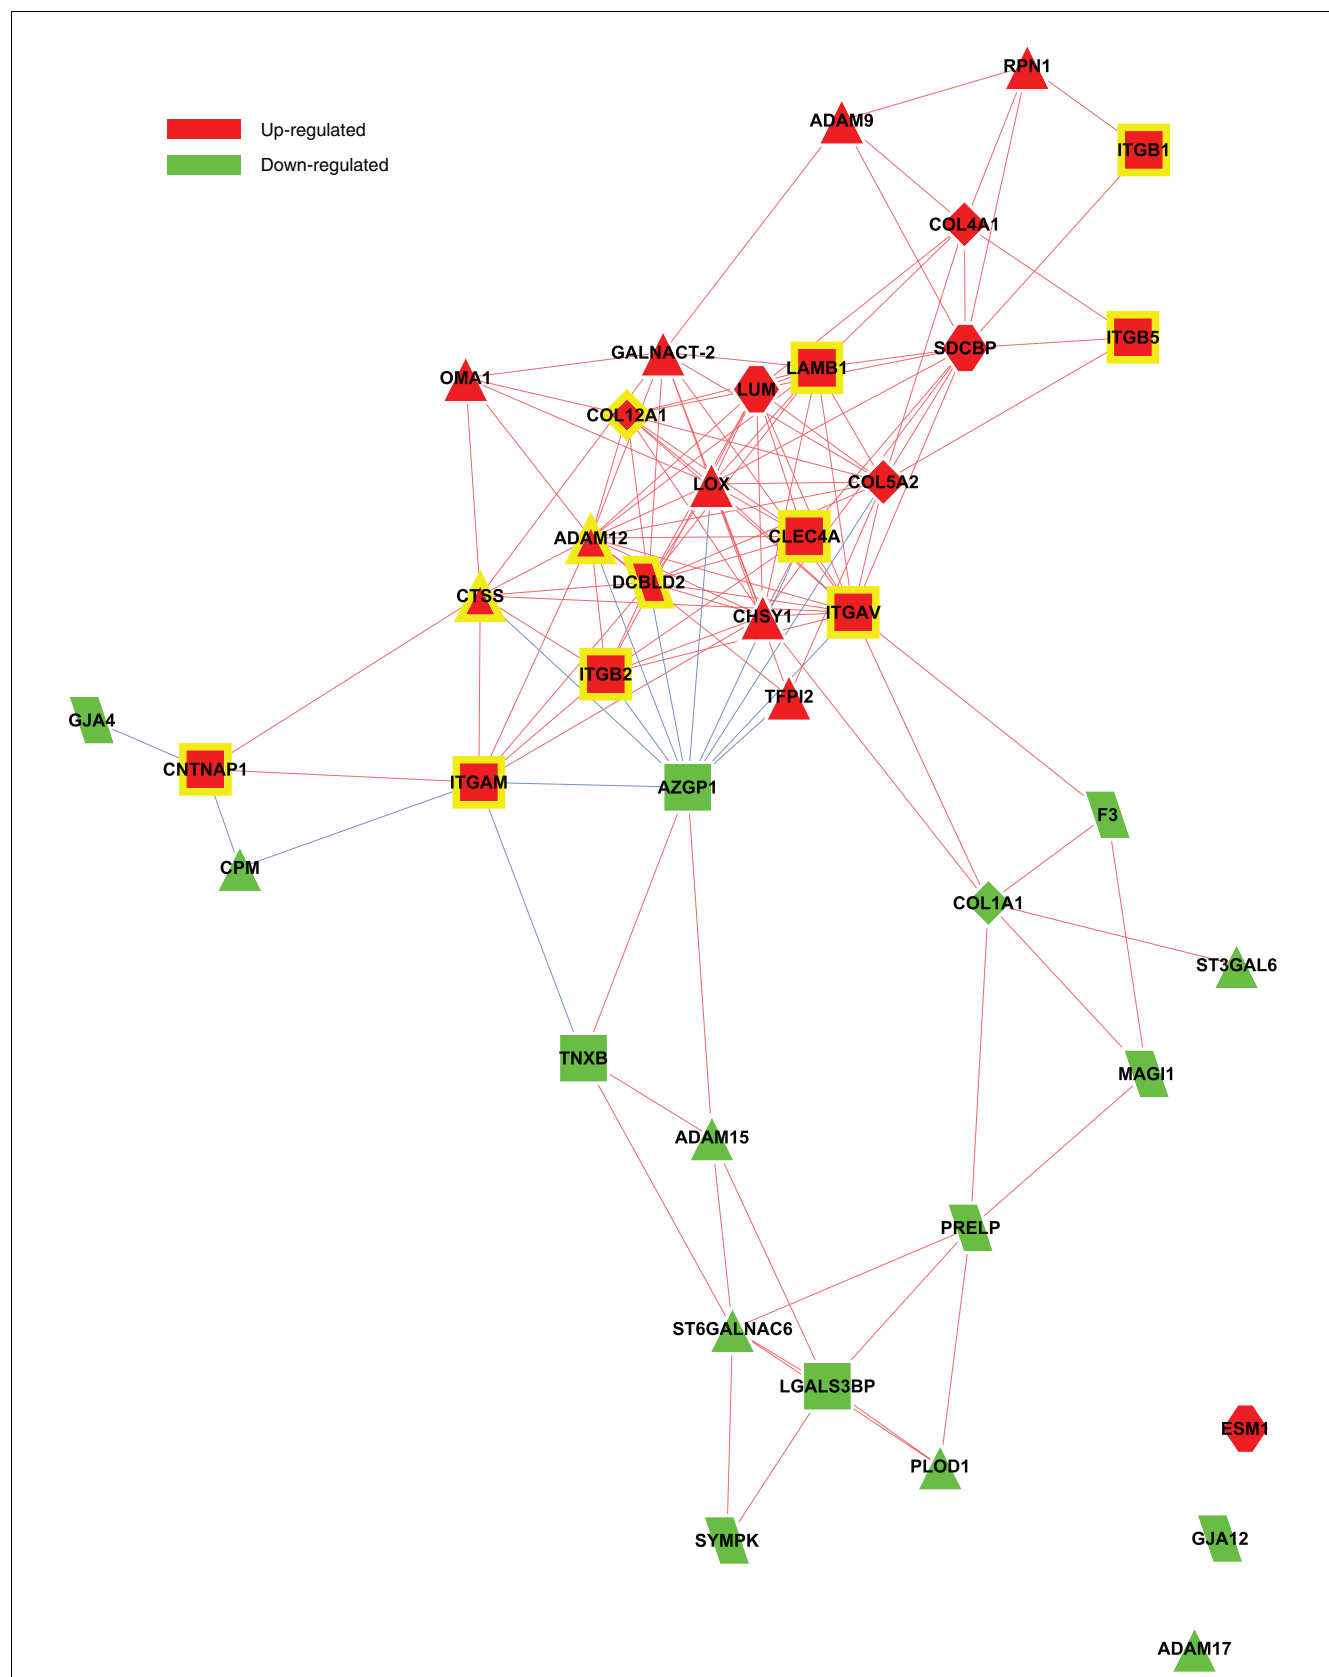 RPN1
ADAM9
Up-regulated
ITGB1
Down-regulated
COL4A1
ITGB5
SDCBP
GALNACT-2
LAMB1
OMA1
LUM
COL12A1
LOX
COL5A2
CLEC4A
ADAM12
DCBLD2
CTSS
ITGAV
CHSY1
ITGB2
TFPI2
GJA4
CNTNAP1
ITGAM
AZGP1
F3
CPM
COL1A1
ST3GAL6
TNXB
MAGI1
ADAM15
PRELP
ST6GALNAC6
LGALS3BP
ESM1
PLOD1
SYMPK
GJA12
ADAM17